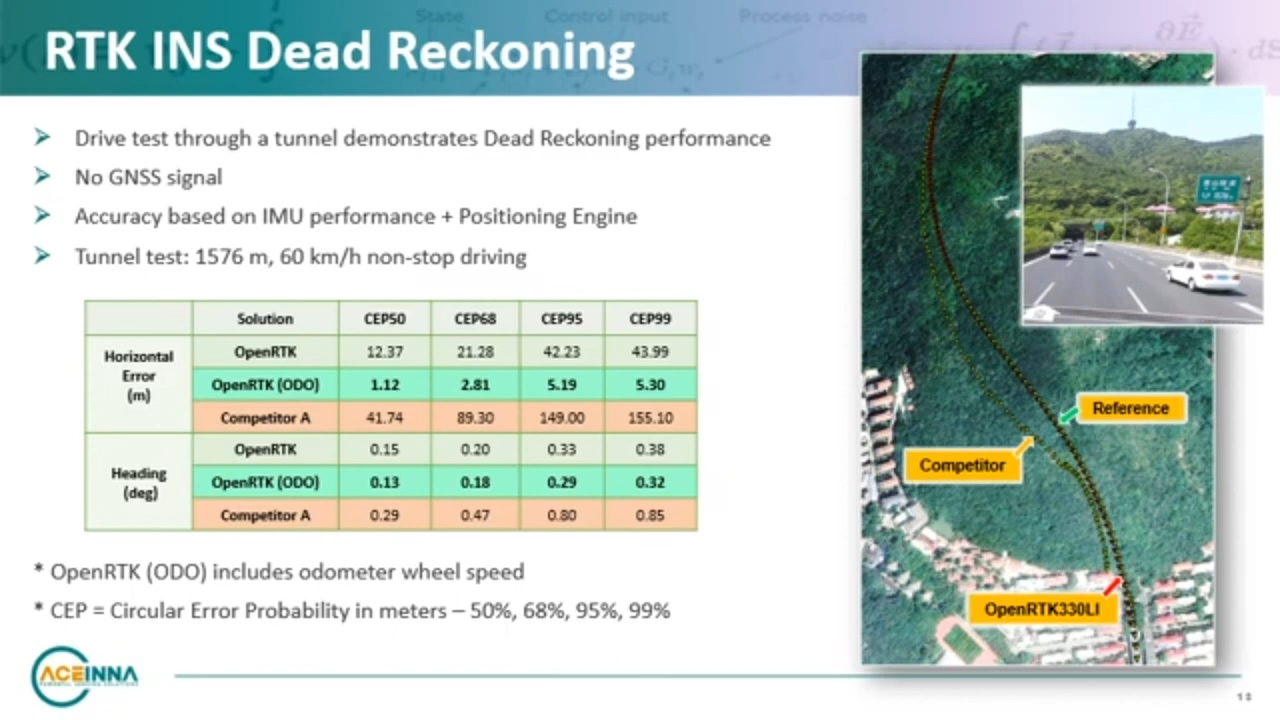 State
Control input
Process noise
RTK INS Dead Reckoning
Drive test through a tunnel demonstrates Dead Reckoning performance
No GNSS signal
Accuracy based on IMU performance + Positioning Engine
Tunnel test: 1576 m, 60 km/h non-stop driving
Solution CEP50 CEP68 CEP95 CEP99
Horizontal Error (m)
OpenRTK 12.37 21.28 42.23 43.99
OpenRTK (ODO) 1.12 2.81 5.19 5.30
Competitor A 41.74 89.30 149.00 155.10
Heading (deg)
OpenRTK 0.15 0.20 0.33 0.38
OpenRTK (ODO) 0.13 0.18 0.29 0.32
Competitor A 0.29 0.47 0.80 0.85
* OpenRTK (ODO) includes odometer wheel speed
* CEP = Circular Error Probability in meters – 50%, 68%, 95%, 99%
Reference
Competitor
OpenRTK330LI
ACEINNA